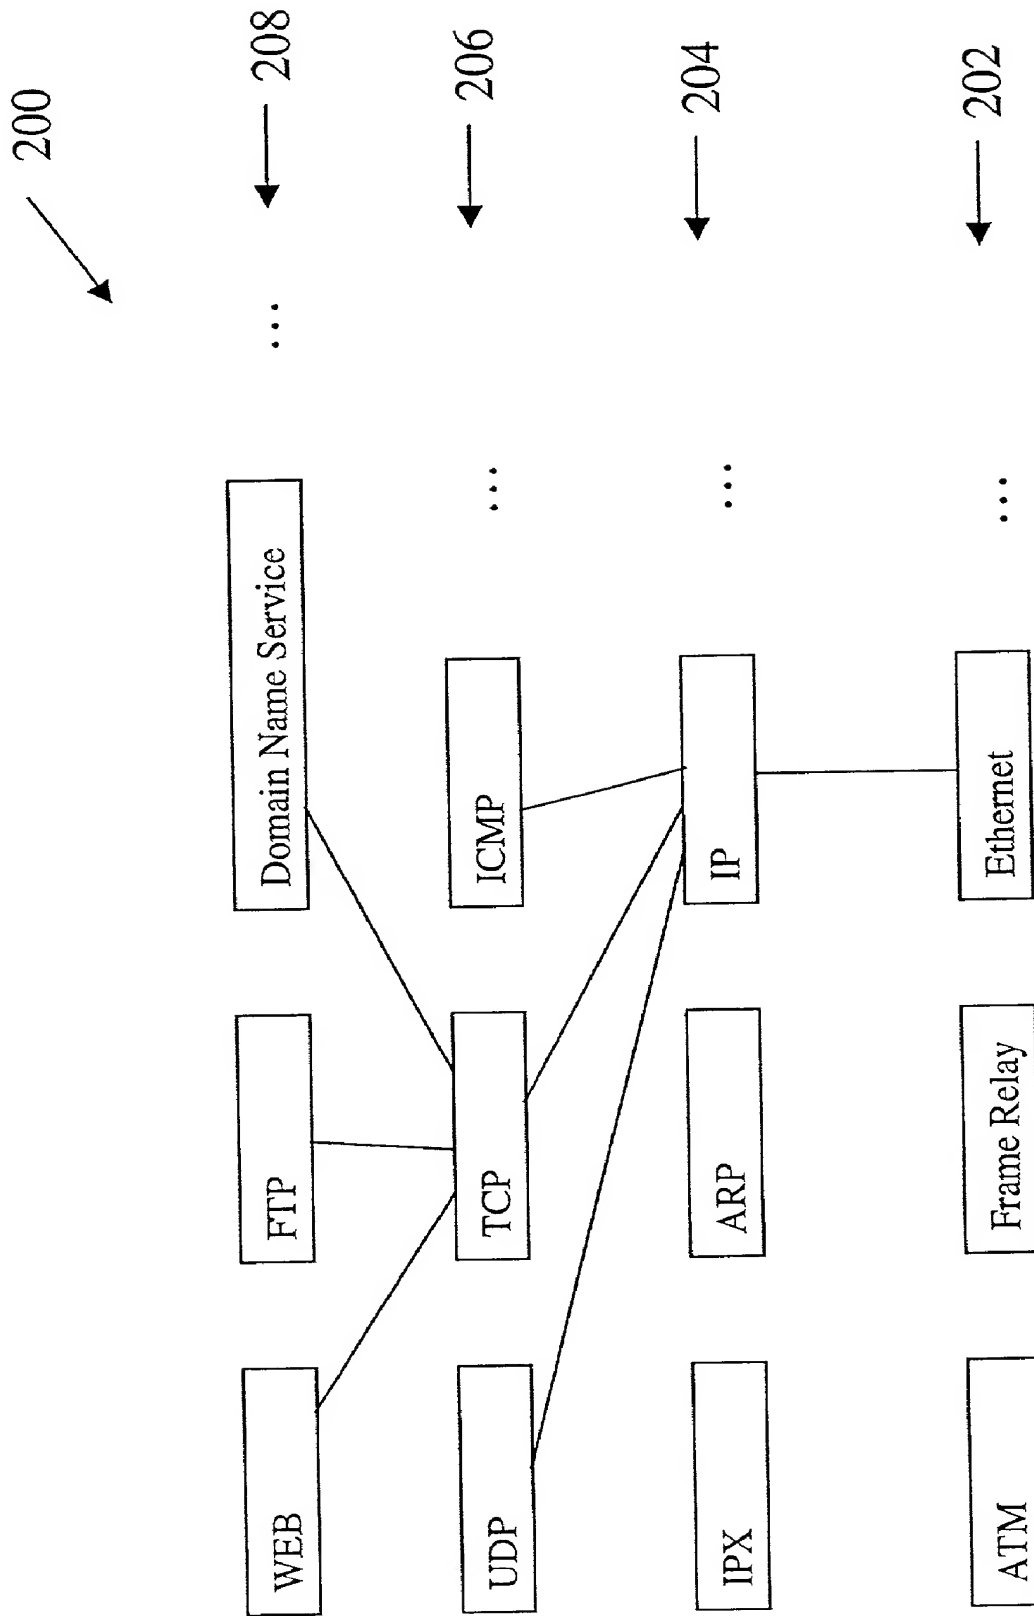 200
WEB FTP Domain Name Service ... 208
UDP TCP ICMP ... 206
IPX ARP IP ... 204
ATM Frame Relay Ethernet ... 202